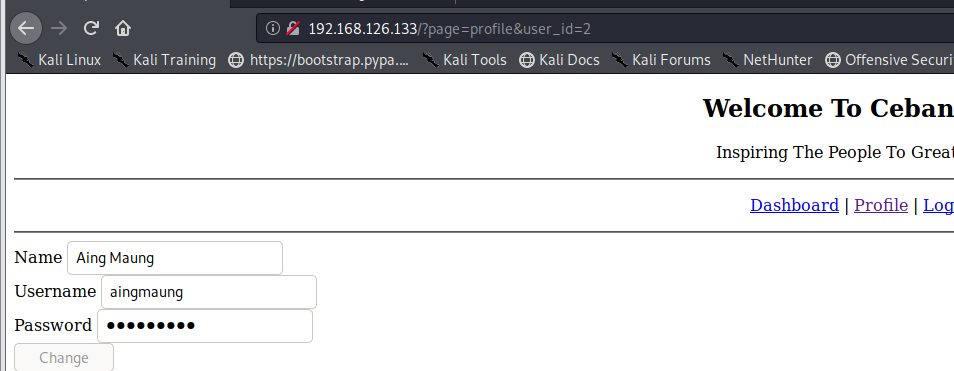 192.168.126.133/?page=profile&user_id=2
Kali Linux Kali Training https://bootstrap.pypa.... Kali Tools Kali Docs Kali Forums NetHunter Offensive Securi
Welcome To Ceban
Inspiring The People To Great
Dashboard | Profile | Log
Name Aing Maung
Username aingmaung
Password •••••••••
Change